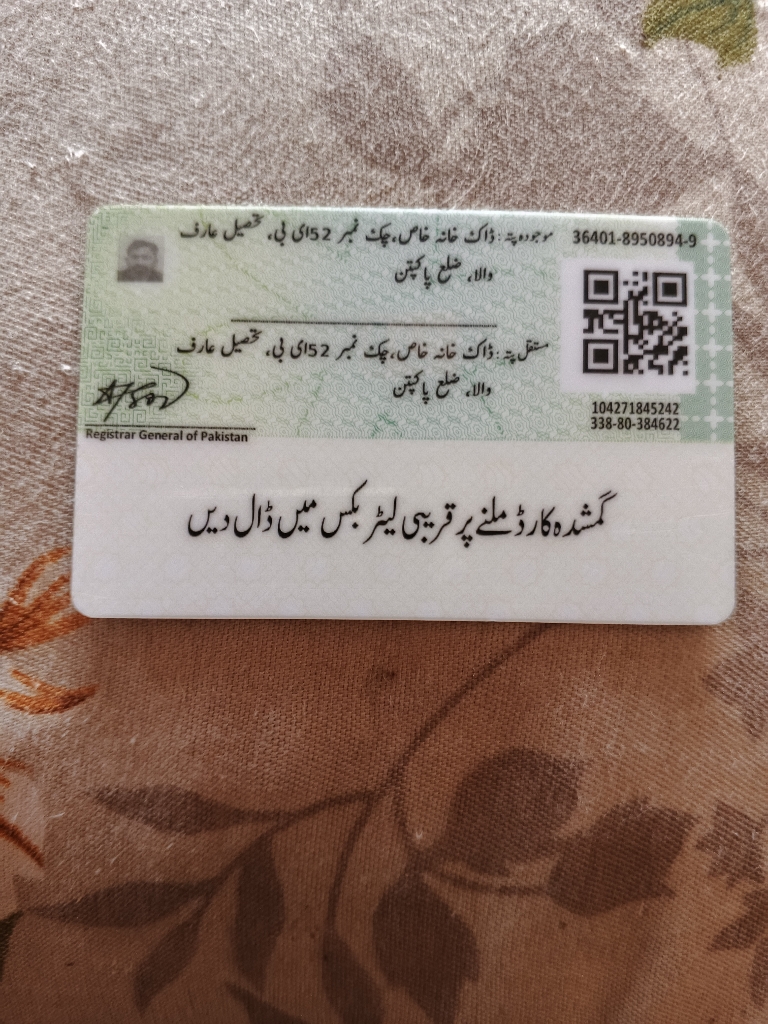 موجودہ پتہ: ڈاک خانہ خاص، چک نمبر 52ای بی، تحصیل عارف
والا، ضلع پاکپتن
36401-8950894-9
مستقل پتہ: ڈاک خانہ خاص، چک نمبر 52ای بی، تحصیل عارف
والا، ضلع پاکپتن
104271845242
338-80-384622
Registrar General of Pakistan
گمشدہ کارڈ ملنے پر قریبی لیٹر بکس میں ڈال دیں